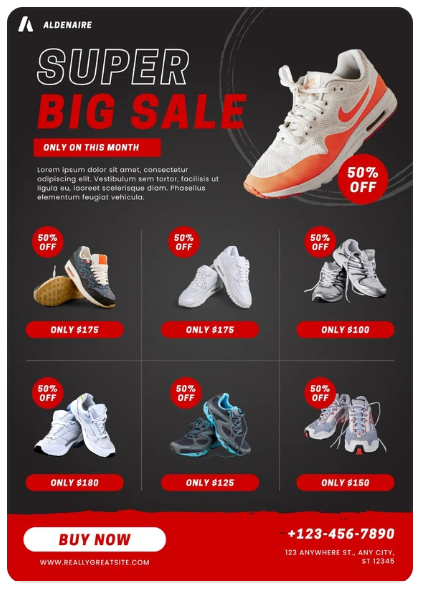 ALDENAIRE
SUPER
BIG SALE
ONLY ON THIS MONTH
Lorem ipsum dolor sit amet, consectetur
adipiscing elit. Vestibulum sem tortor, facilisis ut
ligula eu, laoreet scelerisque diam. Phasellus
elementum feugiat vehicula.
50%
OFF
50%
OFF
50%
OFF
50%
OFF
ONLY $175
ONLY $175
ONLY $100
50%
OFF
50%
OFF
50%
OFF
ONLY $180
ONLY $125
ONLY $150
BUY NOW
WWW.REALLYGREATSITE.COM
+123-456-7890
123 ANYWHERE ST., ANY CITY,
ST 12345